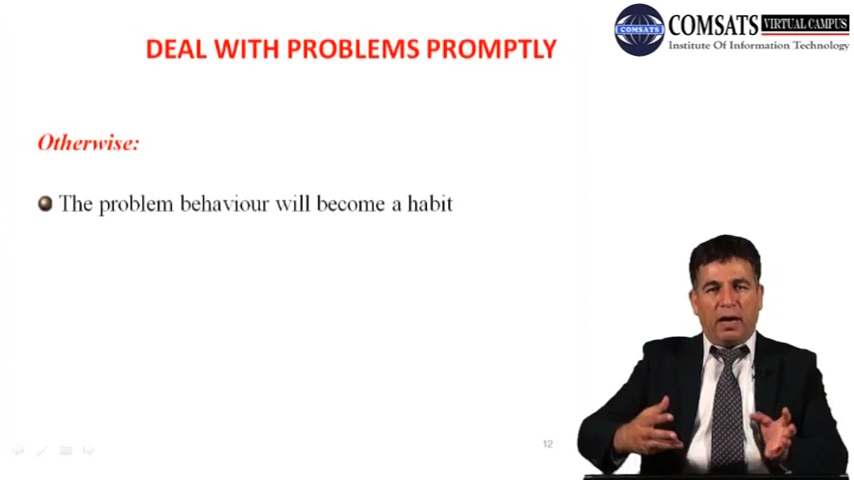 DEAL WITH PROBLEMS PROMPTLY
COMSATS
COMSATS VIRTUAL CAMPUS
Institute Of Information Technology
Otherwise:
The problem behaviour will become a habit
12